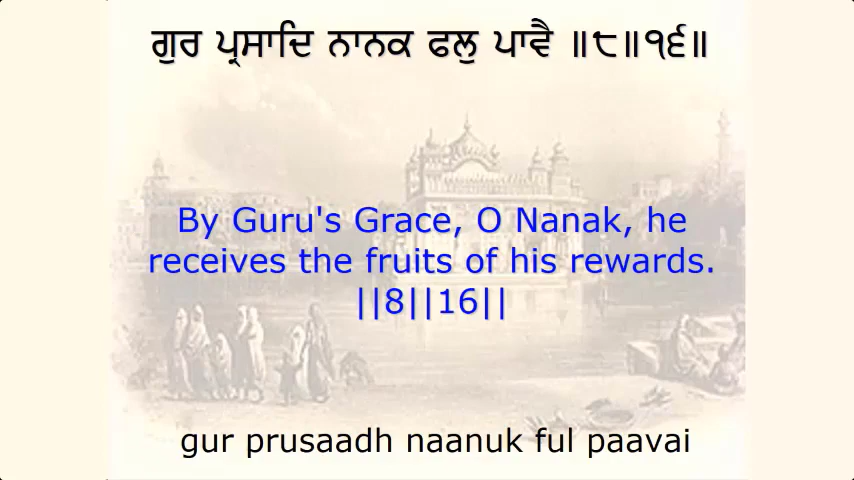 ਗੁਰ ਪ੍ਰਸਾਦਿ ਨਾਨਕ ਫਲੁ ਪਾਵੈ ॥੮॥੧੬॥
By Guru's Grace, O Nanak, he
receives the fruits of his rewards.
||8||16||
gur prusaadh naanuk ful paavai